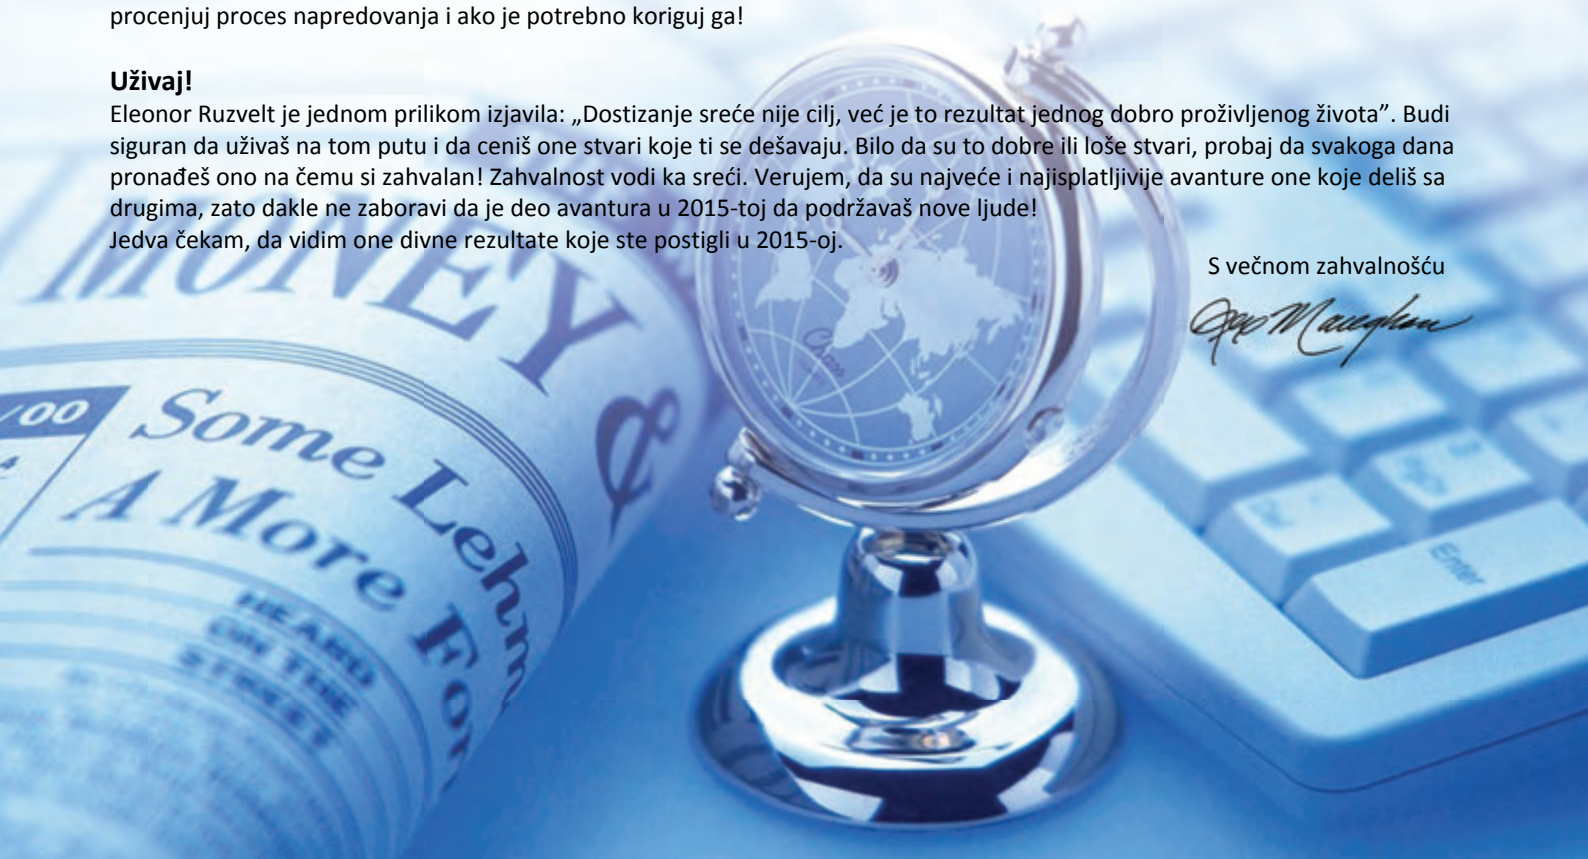 procenjuj proces napredovanja i ako je potrebno koriguj ga!
Uživaj!
Eleonor Ruzvelt je jednom prilikom izjavila: „Dostizanje sreće nije cilj, već je to rezultat jednog dobro proživljenog života”. Budi
siguran da uživaš na tom putu i da ceniš one stvari koje ti se dešavaju. Bilo da su to dobre ili loše stvari, probaj da svakoga dana
pronađeš ono na čemu si zahvalan! Zahvalnost vodi ka sreći. Verujem, da su najveće i najisplatljivije avanture one koje deliš sa
drugima, zato dakle ne zaboravi da je deo avantura u 2015-toj da podržavaš nove ljude!
Jedva čekam, da vidim one divne rezultate koje ste postigli u 2015-oj.
S večnom zahvalnošću
MONEY &
/00
Some Lehm
A More For
HEARD
ON THE
STREET
Enter